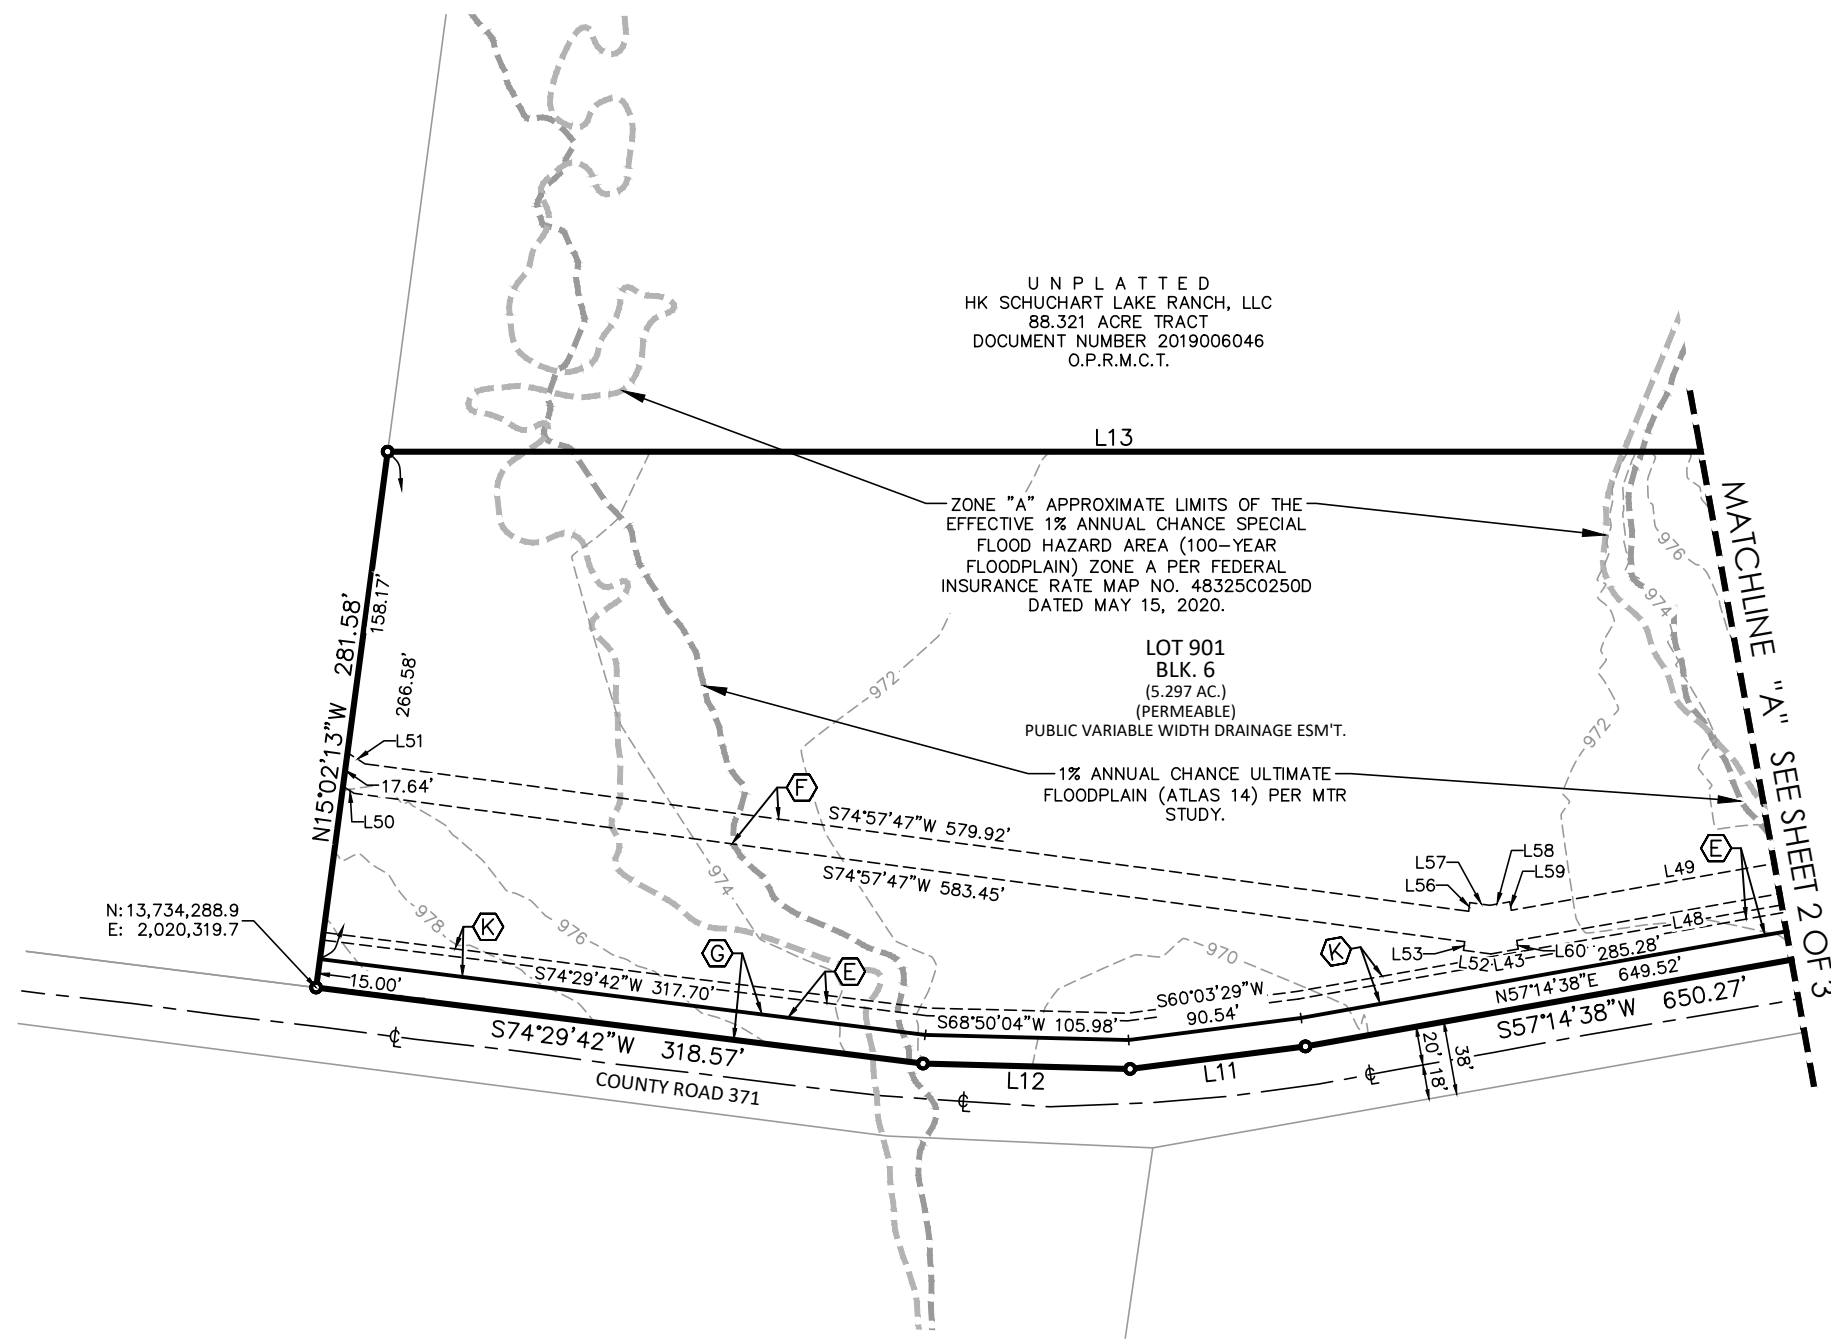 U N P L A T T E D
HK SCHUCHART LAKE RANCH, LLC
88.321 ACRE TRACT
DOCUMENT NUMBER 2019006046
O.P.R.M.C.T.
L13
ZONE "A" APPROXIMATE LIMITS OF THE
EFFECTIVE 1% ANNUAL CHANCE SPECIAL
FLOOD HAZARD AREA (100-YEAR
FLOODPLAIN) ZONE A PER FEDERAL
INSURANCE RATE MAP NO. 48325C0250D
DATED MAY 15, 2020.
MATCHLINE "A" SEE SHEET 2 OF 3
976
974
972
972
LOT 901
BLK. 6
(5.297 AC.)
(PERMEABLE)
PUBLIC VARIABLE WIDTH DRAINAGE ESM'T.
N15°02'13"W 281.58'
158.17'
266.58'
L51
17.64'
L50
1% ANNUAL CHANCE ULTIMATE
FLOODPLAIN (ATLAS 14) PER MTR
STUDY.
F
S74°57'47"W 579.92'
S74°57'47"W 583.45'
974
L57
L58
L56
L59
L49
E
N: 13,734,288.9
E: 2,020,319.7
978
976
K
G
E
970
K
L53
L52
L43
L60
L48
285.28'
15.00'
S74°29'42"W 317.70'
S68°50'04"W 105.98'
S60°03'29"W
90.54'
N57°14'38"E 649.52'
S74°29'42"W 318.57'
L12
L11
S57°14'38"W 650.27'
20'
18'
38'
COUNTY ROAD 371